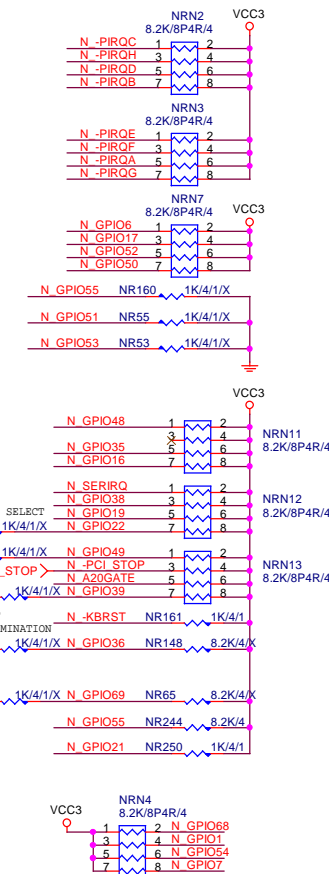 NRN2 VCC3
8.2K/8P4R/4
N_-PIRQC 1 2
N_-PIRQH 3 4
N_-PIRQD 5 6
N_-PIRQB 7 8
NRN3
8.2K/8P4R/4
N_-PIRQE 1 2
N_-PIRQF 3 4
N_-PIRQA 5 6
N_-PIRQG 7 8
NRN7 VCC3
8.2K/8P4R/4
N_GPIO6 1 2
N_GPIO17 3 4
N_GPIO52 5 6
N_GPIO50 7 8
N_GPIO55 NR160 1K/4/1/X
N_GPIO51 NR55 1K/4/1/X
N_GPIO53 NR53 1K/4/1/X
VCC3
N_GPIO48 1 2
3 4 NRN11
N_GPIO35 5 6 8.2K/8P4R/4
N_GPIO16 7 8
N_SERIRQ 1 2
N_GPIO38 3 4 NRN12
SELECT N_GPIO19 5 6 8.2K/8P4R/4
1K/4/1/X N_GPIO22 7 8
1K/4/1/X N_GPIO49 1 2
_STOP N_-PCI_STOP 3 4 NRN13
N_A20GATE 5 6 8.2K/8P4R/4
1K/4/1/X N_GPIO39 7 8
N_-KBRST NR161 1K/4/1
MINATION
1K/4/1/X N_GPIO36 NR148 8.2K/4/X
1K/4/1/X N_GPIO69 NR65 8.2K/4/X
N_GPIO55 NR244 8.2K/4
N_GPIO21 NR250 1K/4/1
NRN4
VCC3 8.2K/8P4R/4
1 2 N_GPIO68
3 4 N_GPIO1
5 6 N_GPIO54
7 8 N_GPIO7